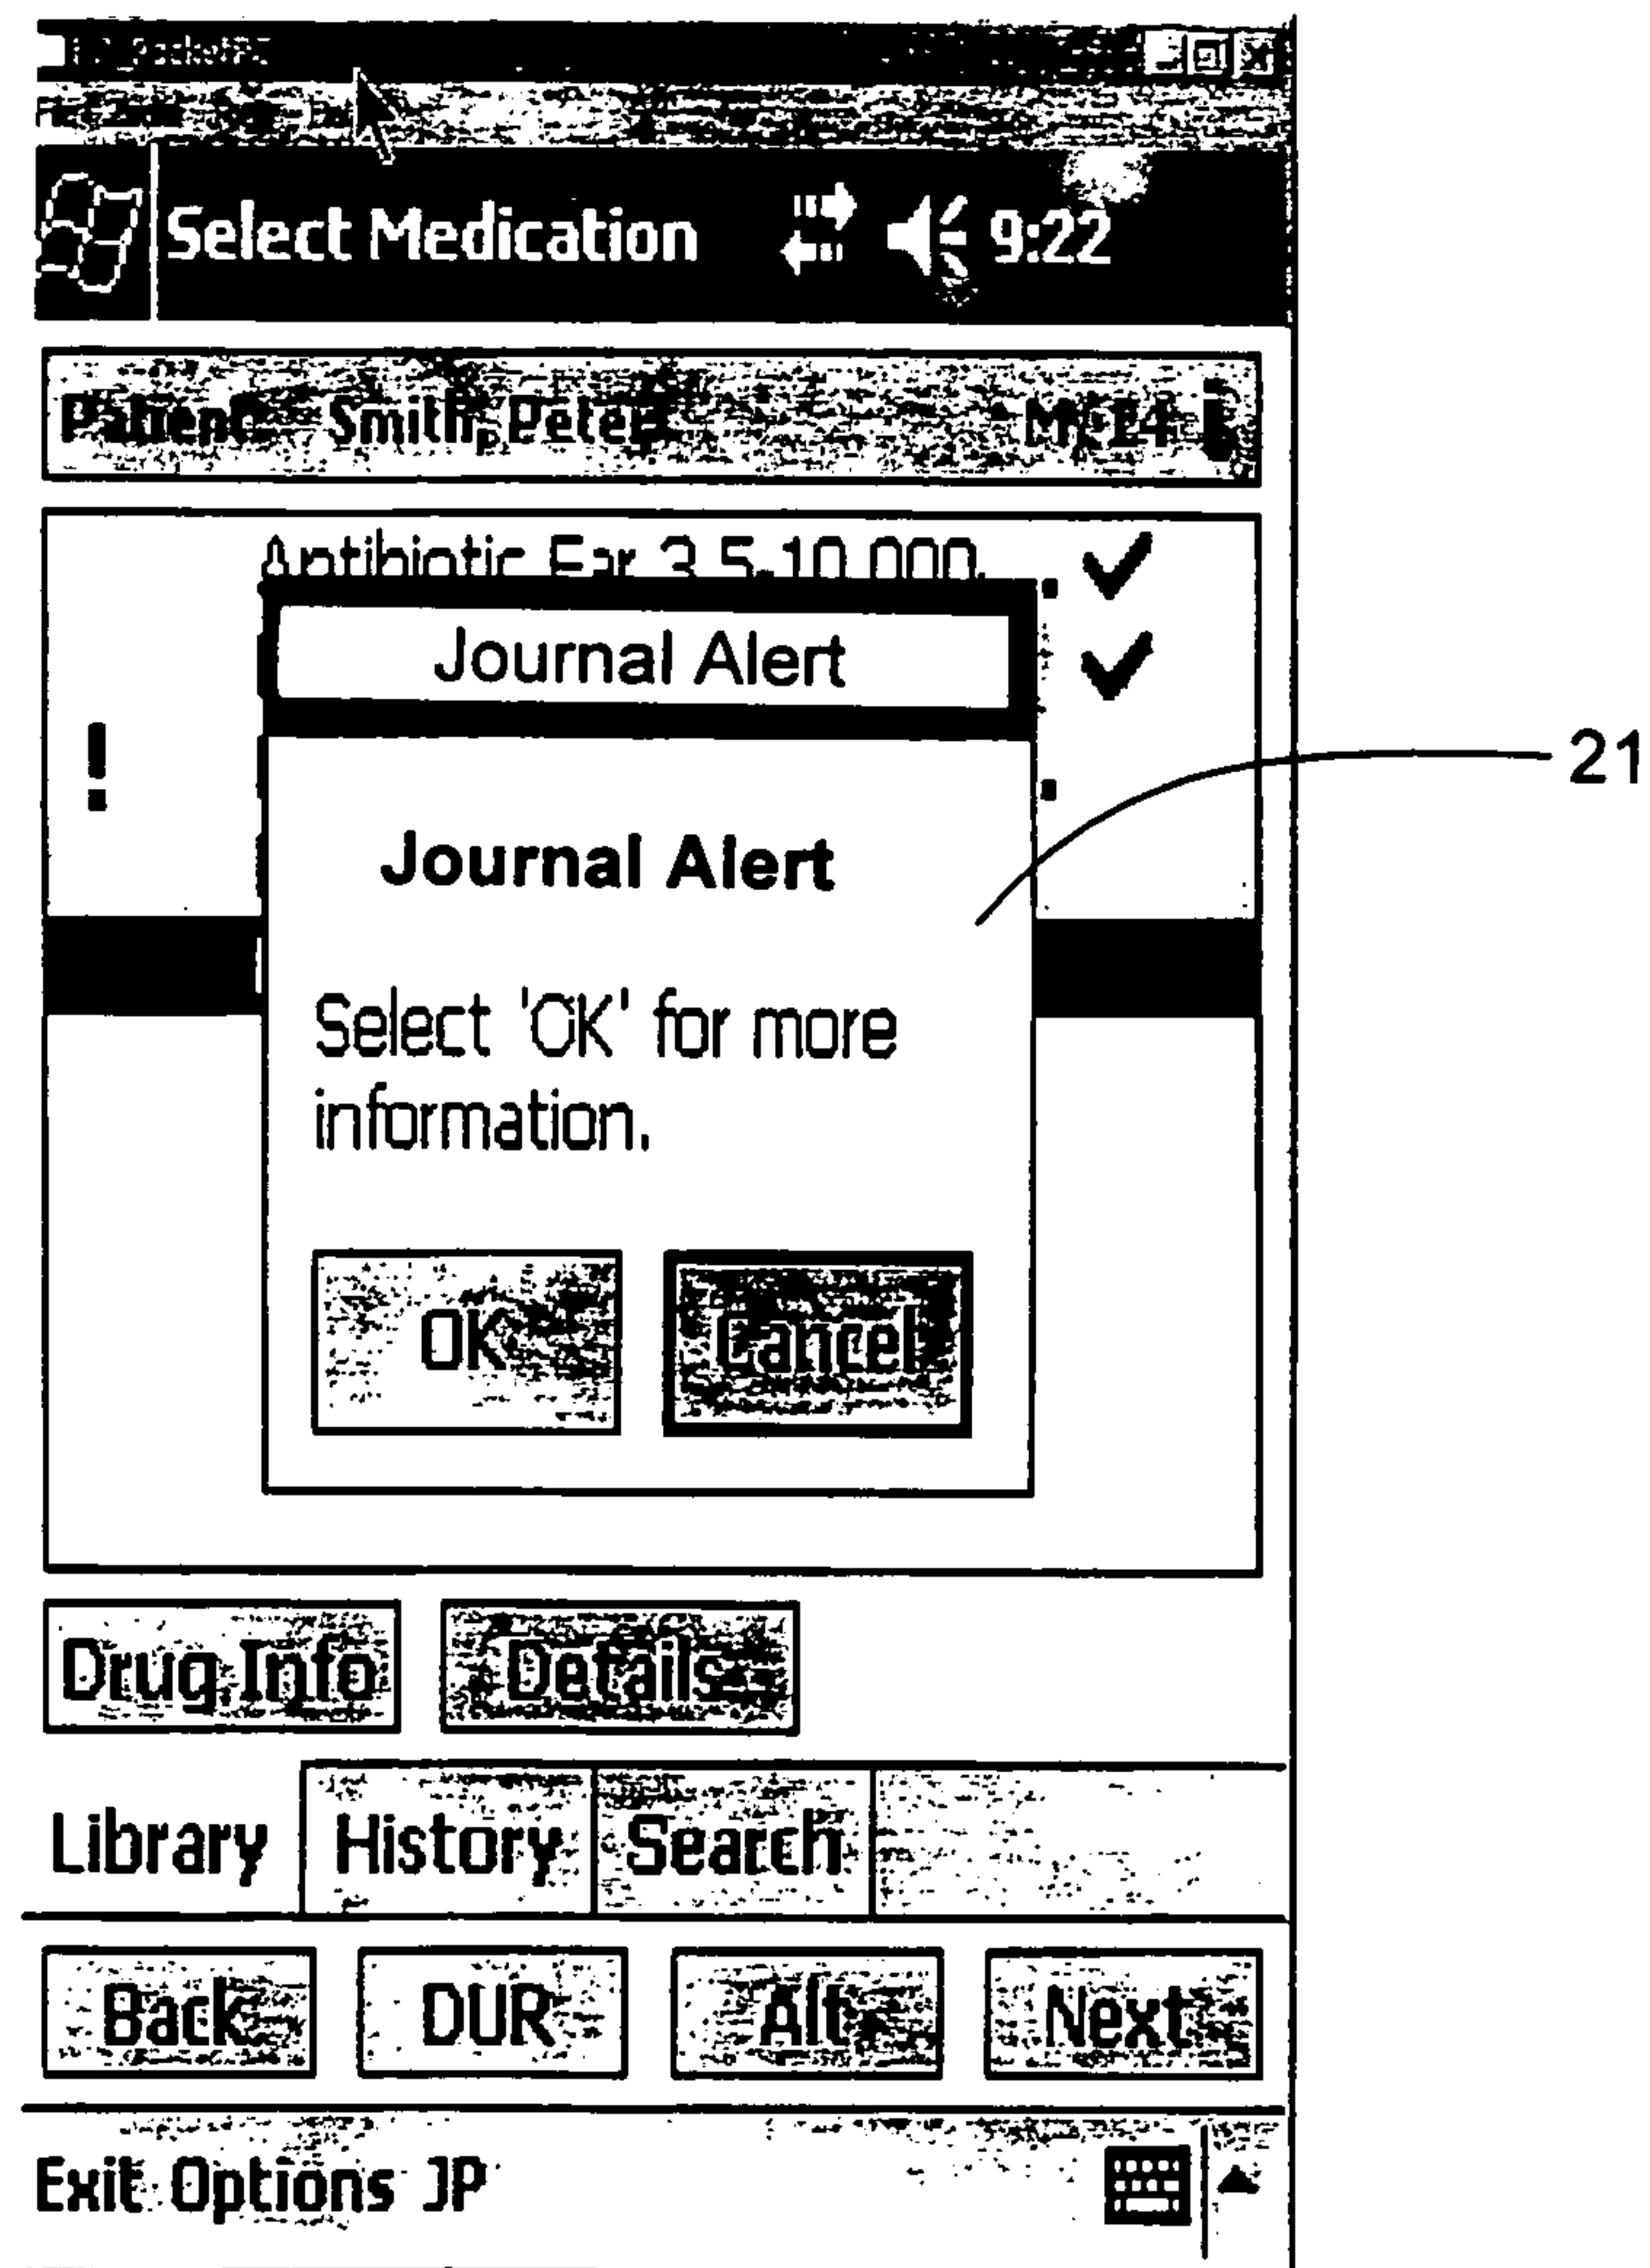 Select Medication 9:22
Patient Smith, Peter
Antibiotic Ear 3.5-10,000
Journal Alert
!
21
Journal Alert
Select 'OK' for more
information.
OK Cancel
Drug Info Details
Library History Search
Back DUR Alt Next
Exit Options JP